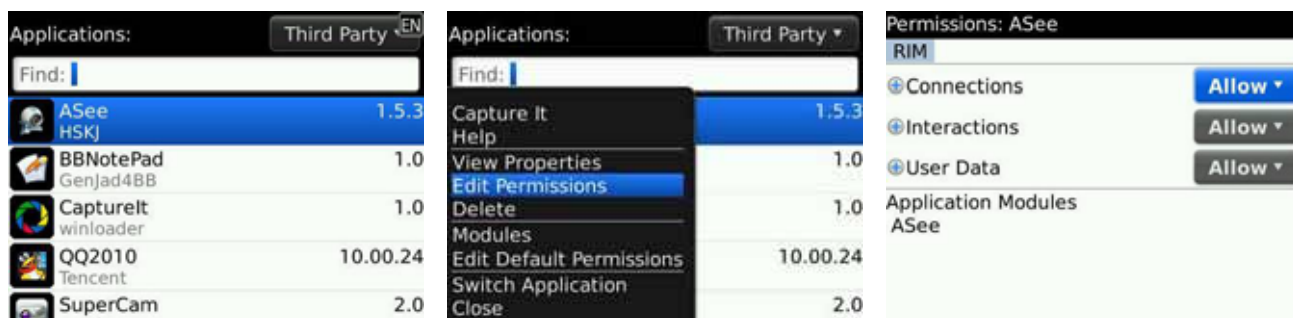 Applications: Third Party EN
Find:
ASee 1.5.3
HSKJ
BBNotePad 1.0
GenJad4BB
CaptureIt 1.0
winloader
QQ2010 10.00.24
Tencent
SuperCam 2.0
Applications: Third Party
Find:
Capture It
Help
View Properties
Edit Permissions
Delete
Modules
Edit Default Permissions
Switch Application
Close
1.5.3
1.0
1.0
10.00.24
2.0
Permissions: ASee
RIM
Connections Allow
Interactions Allow
User Data Allow
Application Modules
ASee